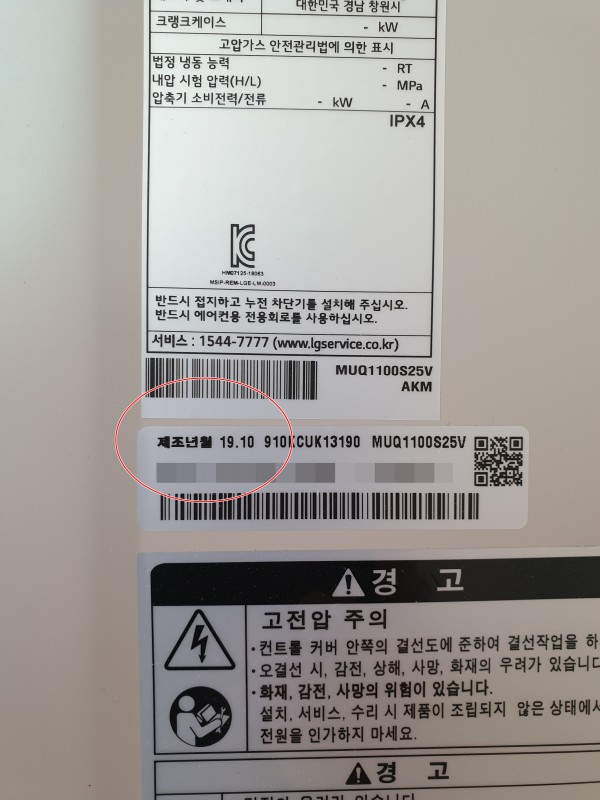 대한민국 경남 창원시
크랭크케이스 - kW
고압가스 안전관리법에 의한 표시
법정 냉동 능력 - RT
내압 시험 압력(H/L) - MPa
압축기 소비전력/전류 - kW - A
IPX4
KC
HM07125-18063
MSIP-REM-LGE-LM-0003
반드시 접지하고 누전 차단기를 설치해 주십시오.
반드시 에어컨용 전용회로를 사용하십시오.
서비스 : 1544-7777 (www.lgservice.co.kr)
MUQ1100S25V
AKM
제조년월 19.10 910KCUK13190 MUQ1100S25V
경 고
고전압 주의
·컨트롤 커버 안쪽의 결선도에 준하여 결선작업을 하
·오결선 시, 감전, 상해, 사망, 화재의 우려가 있습니다
·화재, 감전, 사망의 위험이 있습니다.
설치, 서비스, 수리 시 제품이 조립되지 않은 상태에서
전원을 인가하지 마세요.
경 고